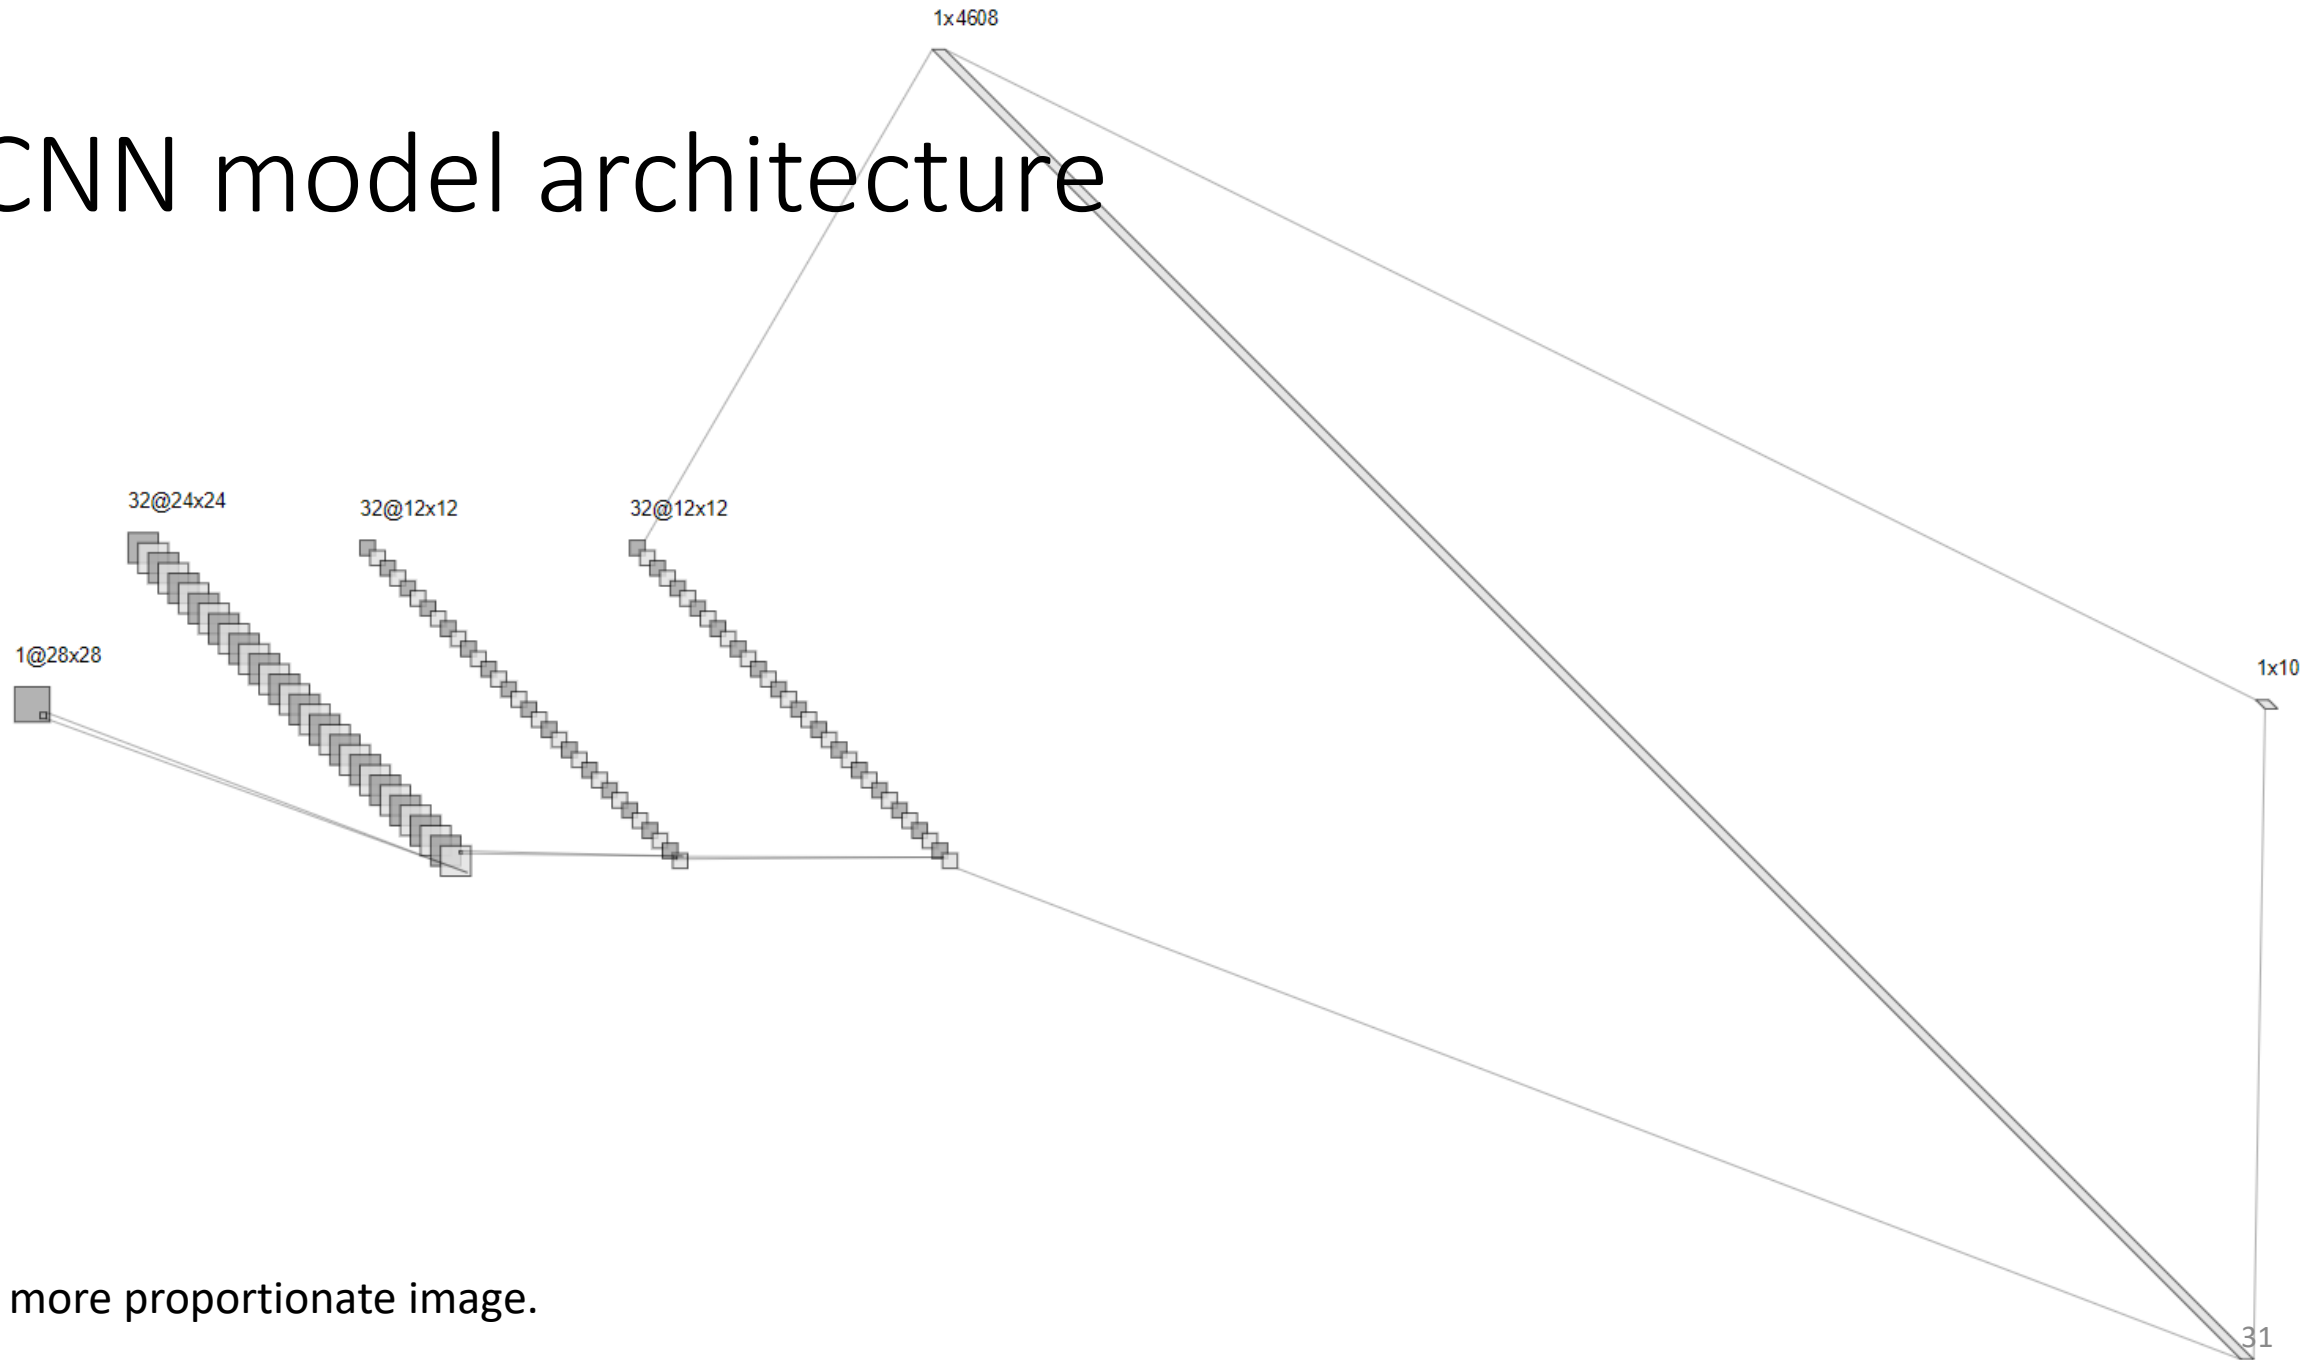 1x4608
CNN model architecture
32@24x24
32@12x12
32@12x12
1@28x28
1x10
more proportionate image.
31